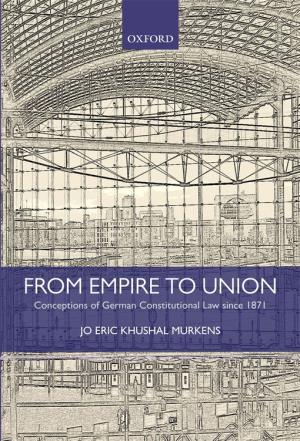 OXFORD
FROM EMPIRE TO UNION
Conceptions of German Constitutional Law since 1871
JO ERIC KHUSHAL MURKENS